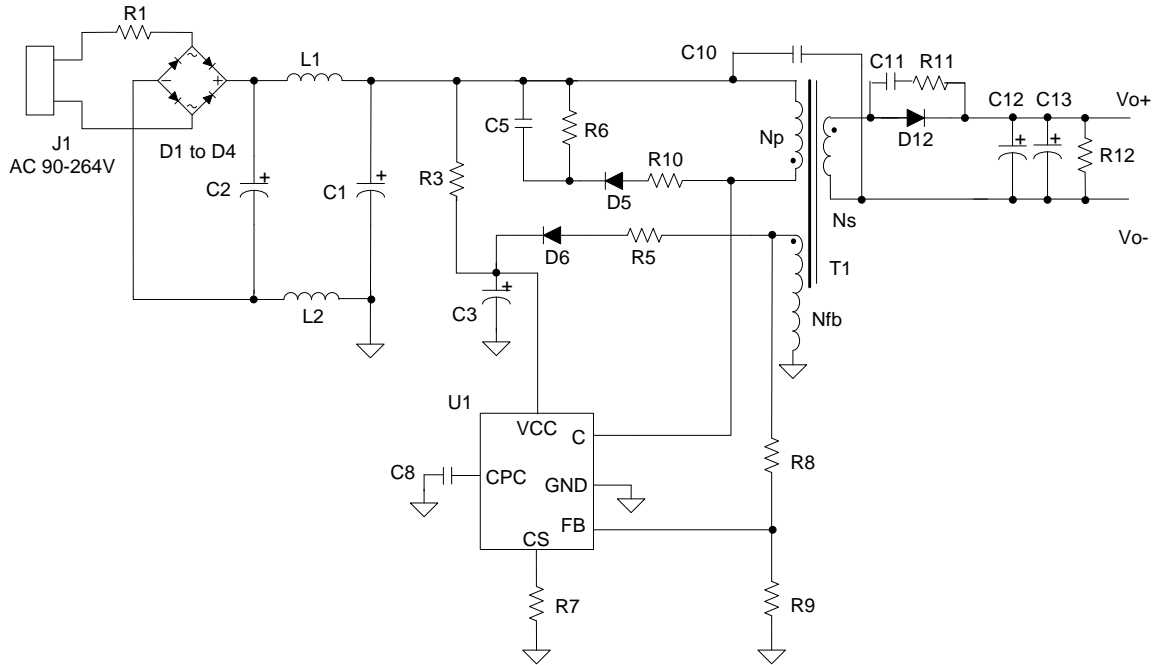 R1
L1
C10
C11
R11
C12
C13
Vo+
J1
AC 90-264V
D1 to D4
C5
R6
Np
D12
R12
C2
+
C1
+
R3
R10
D5
Ns
Vo-
D6
R5
T1
C3
+
Nfb
U1
VCC
C
C8
CPC
GND
R8
FB
CS
R7
R9
+
+
~
~
-
+